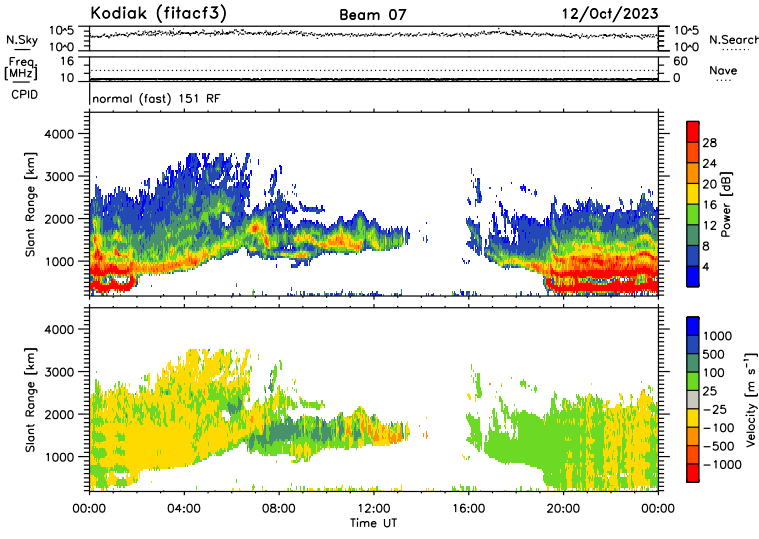 Kodiak (fitacf3) Beam 07 12/Oct/2023
N.Sky 10^5 10^0 10^5 10^0 N.Search
Freq. [MHz] 16 10 60 0 Nave
CPID normal (fast) 151 RF
Slant Range [km] 4000 3000 2000 1000
28 24 20 16 12 8 4 Power [dB]
Slant Range [km] 4000 3000 2000 1000
1000 500 100 25 −25 −100 −500 −1000 Velocity [m s⁻¹]
00:00 04:00 08:00 12:00 16:00 20:00 00:00
Time UT